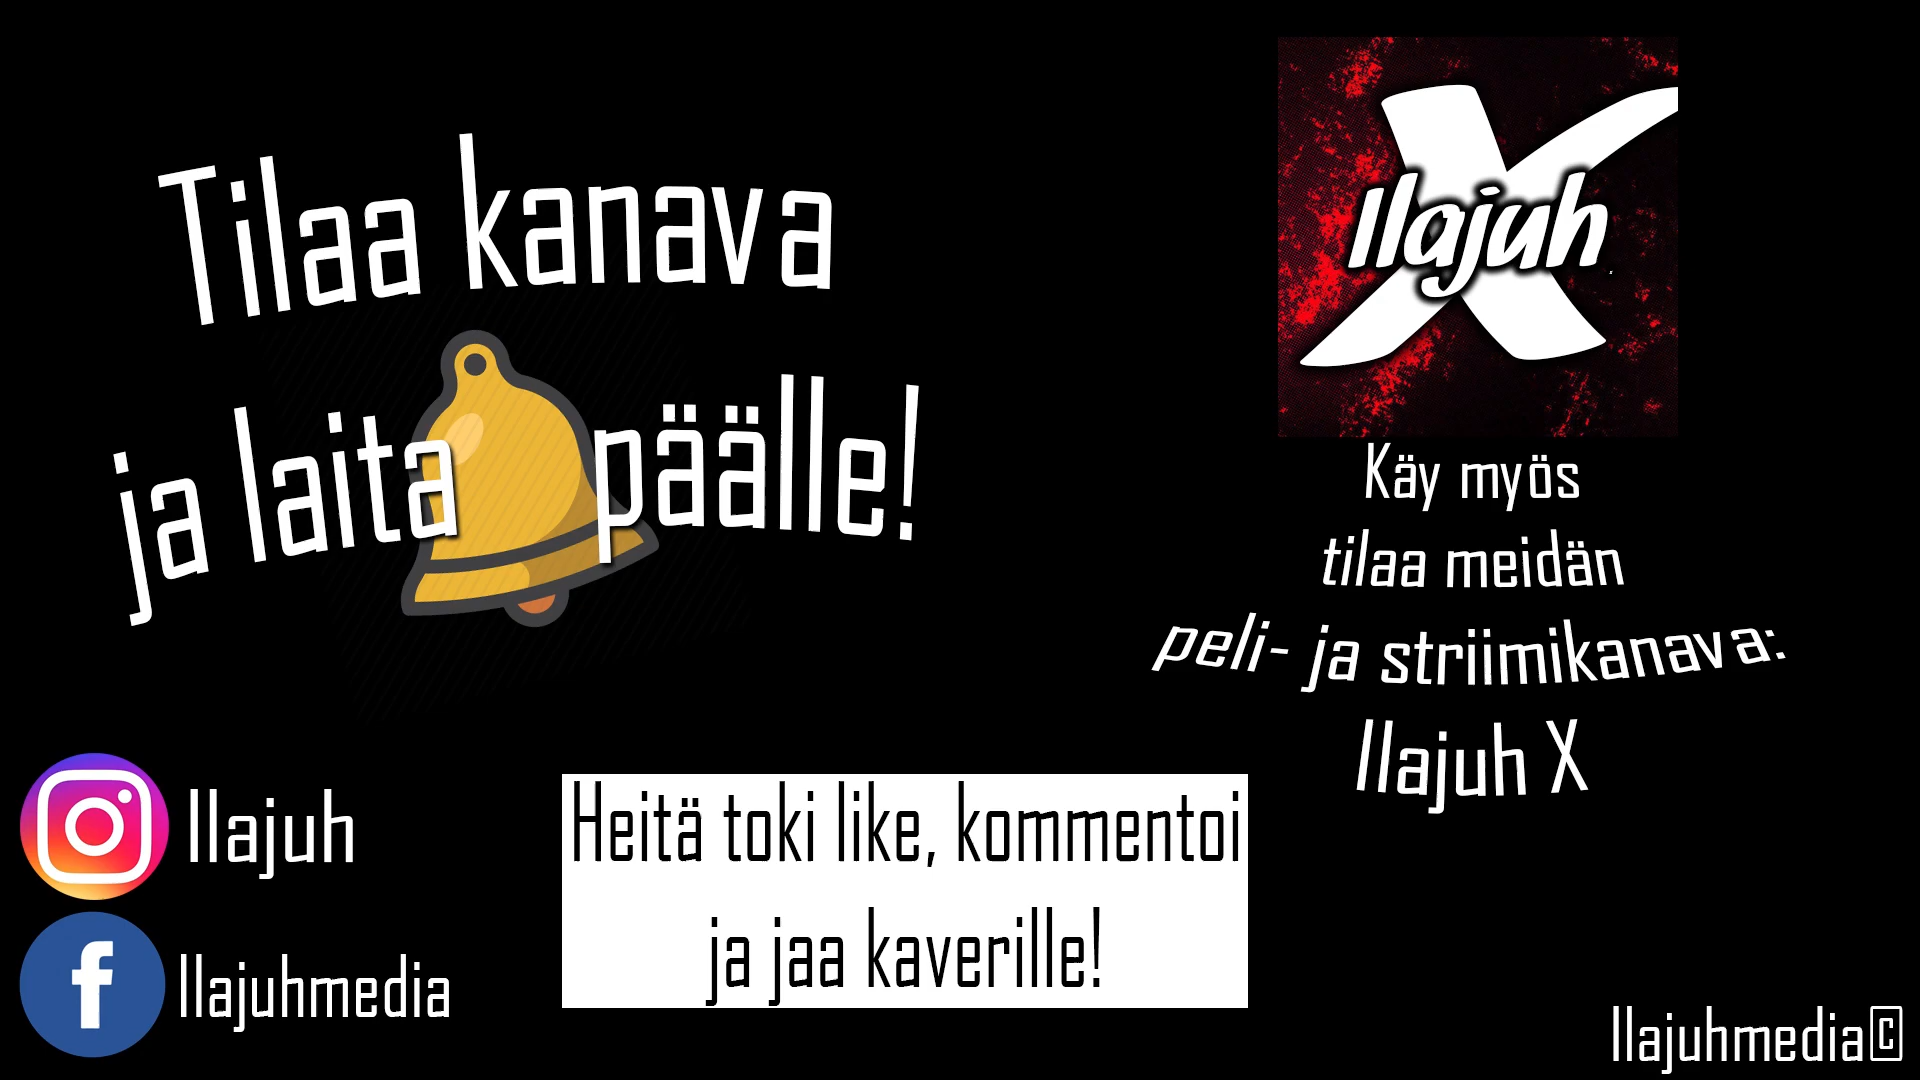 Tilaa kanava
ja laita päälle!
X
Ilajuh
Käy myös
tilaa meidän
peli- ja striimikanava:
Ilajuh X
Ilajuh
Ilajuhmedia
Heitä toki like, kommentoi
ja jaa kaverille!
Ilajuhmedia©